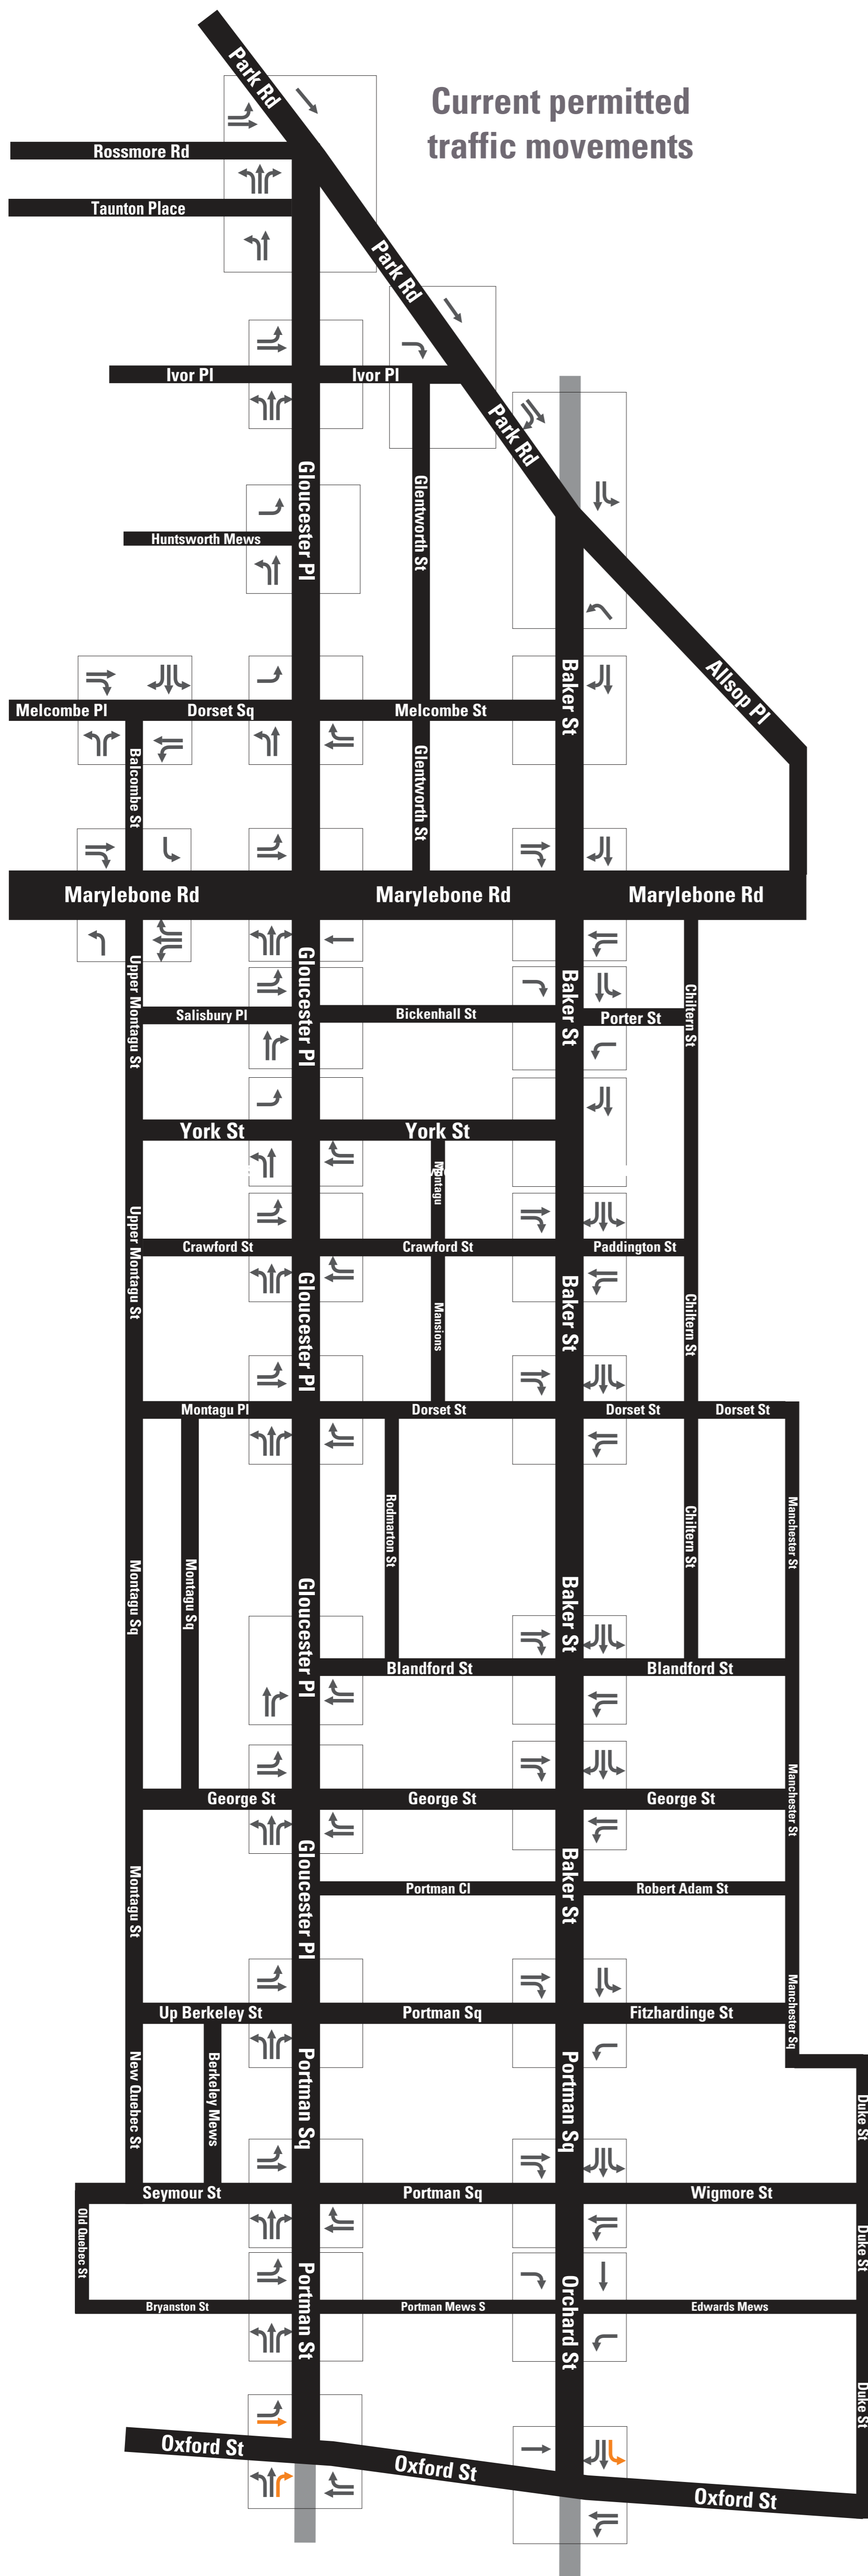 Park Rd
Current permitted
traffic movements
Rossmore Rd
Taunton Place
Park Rd
Ivor Pl
Ivor Pl
Park Rd
Gloucester Pl
Glentworth St
Huntsworth Mews
Baker St
Allsop Pl
Melcombe Pl
Dorset Sq
Melcombe St
Balcombe St
Glentworth St
Marylebone Rd
Marylebone Rd
Marylebone Rd
Upper Montagu St
Gloucester Pl
Baker St
Chiltern St
Salisbury Pl
Bickenhall St
Porter St
York St
York St
Montagu
Upper Montagu St
Crawford St
Crawford St
Paddington St
Gloucester Pl
Mansions
Baker St
Chiltern St
Montagu Pl
Dorset St
Dorset St
Dorset St
Rodmarton St
Chiltern St
Manchester St
Montagu Sq
Montagu Sq
Gloucester Pl
Baker St
Blandford St
Blandford St
George St
George St
George St
Manchester St
Montagu St
Gloucester Pl
Baker St
Portman Cl
Robert Adam St
Up Berkeley St
Portman Sq
Fitzhardinge St
Manchester Sq
New Quebec St
Berkeley Mews
Portman Sq
Portman Sq
Duke St
Seymour St
Portman Sq
Wigmore St
Old Quebec St
Duke St
Portman St
Orchard St
Bryanston St
Portman Mews S
Edwards Mews
Duke St
Oxford St
Oxford St
Oxford St